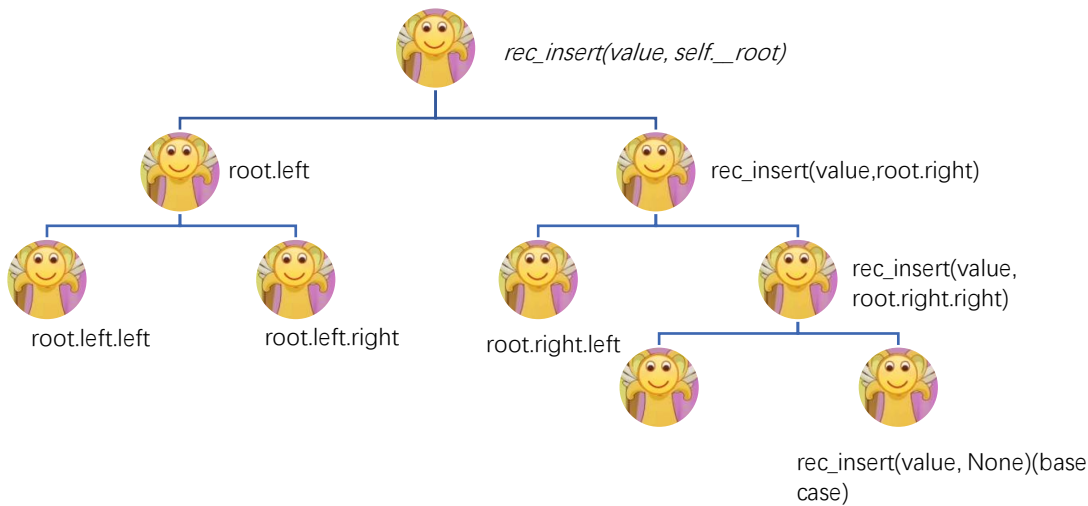 rec_insert(value, self.__root)
root.left
rec_insert(value,root.right)
rec_insert(value,
root.right.right)
root.left.left
root.left.right
root.right.left
rec_insert(value, None)(base
case)